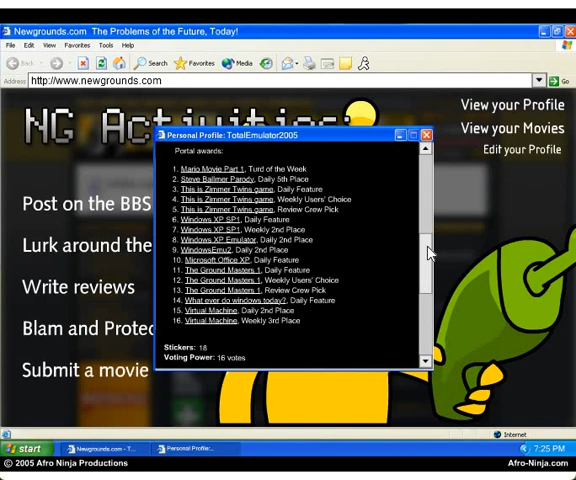 Newgrounds.com  The Problems of the Future, Today!
File Edit View Favorites Tools Help
Back Search Favorites Media
Address http://www.newgrounds.com Go
NG Activities:
View your Profile
View your Movies
Edit your Profile
Personal Profile: TotalEmulator2005
Portal awards:
1. Mario Movie Part 1, Turd of the Week
2. Steve Ballmer Parody, Daily 5th Place
3. This is Zimmer Twins game, Daily Feature
4. This is Zimmer Twins game, Weekly Users' Choice
5. This is Zimmer Twins game, Review Crew Pick
6. Windows XP SP1, Daily Feature
7. Windows XP SP1, Weekly 2nd Place
8. Windows XP Emulator, Daily 2nd Place
9. WindowsEmu2, Daily 2nd Place
10. Microsoft Office XP, Daily Feature
11. The Ground Masters 1, Daily Feature
12. The Ground Masters 1, Weekly Users' Choice
13. The Ground Masters 1, Review Crew Pick
14. What ever do windows today?, Daily Feature
15. Virtual Machine, Daily 2nd Place
16. Virtual Machine, Weekly 3rd Place
Stickers: 18
Voting Power: 16 votes
Post on the BBS
Lurk around the
Write reviews
Blam and Protec
Submit a movie
Internet
start Newgrounds.com - T... Personal Profile:... 7:25 PM
© 2005 Afro Ninja Productions Afro-Ninja.com